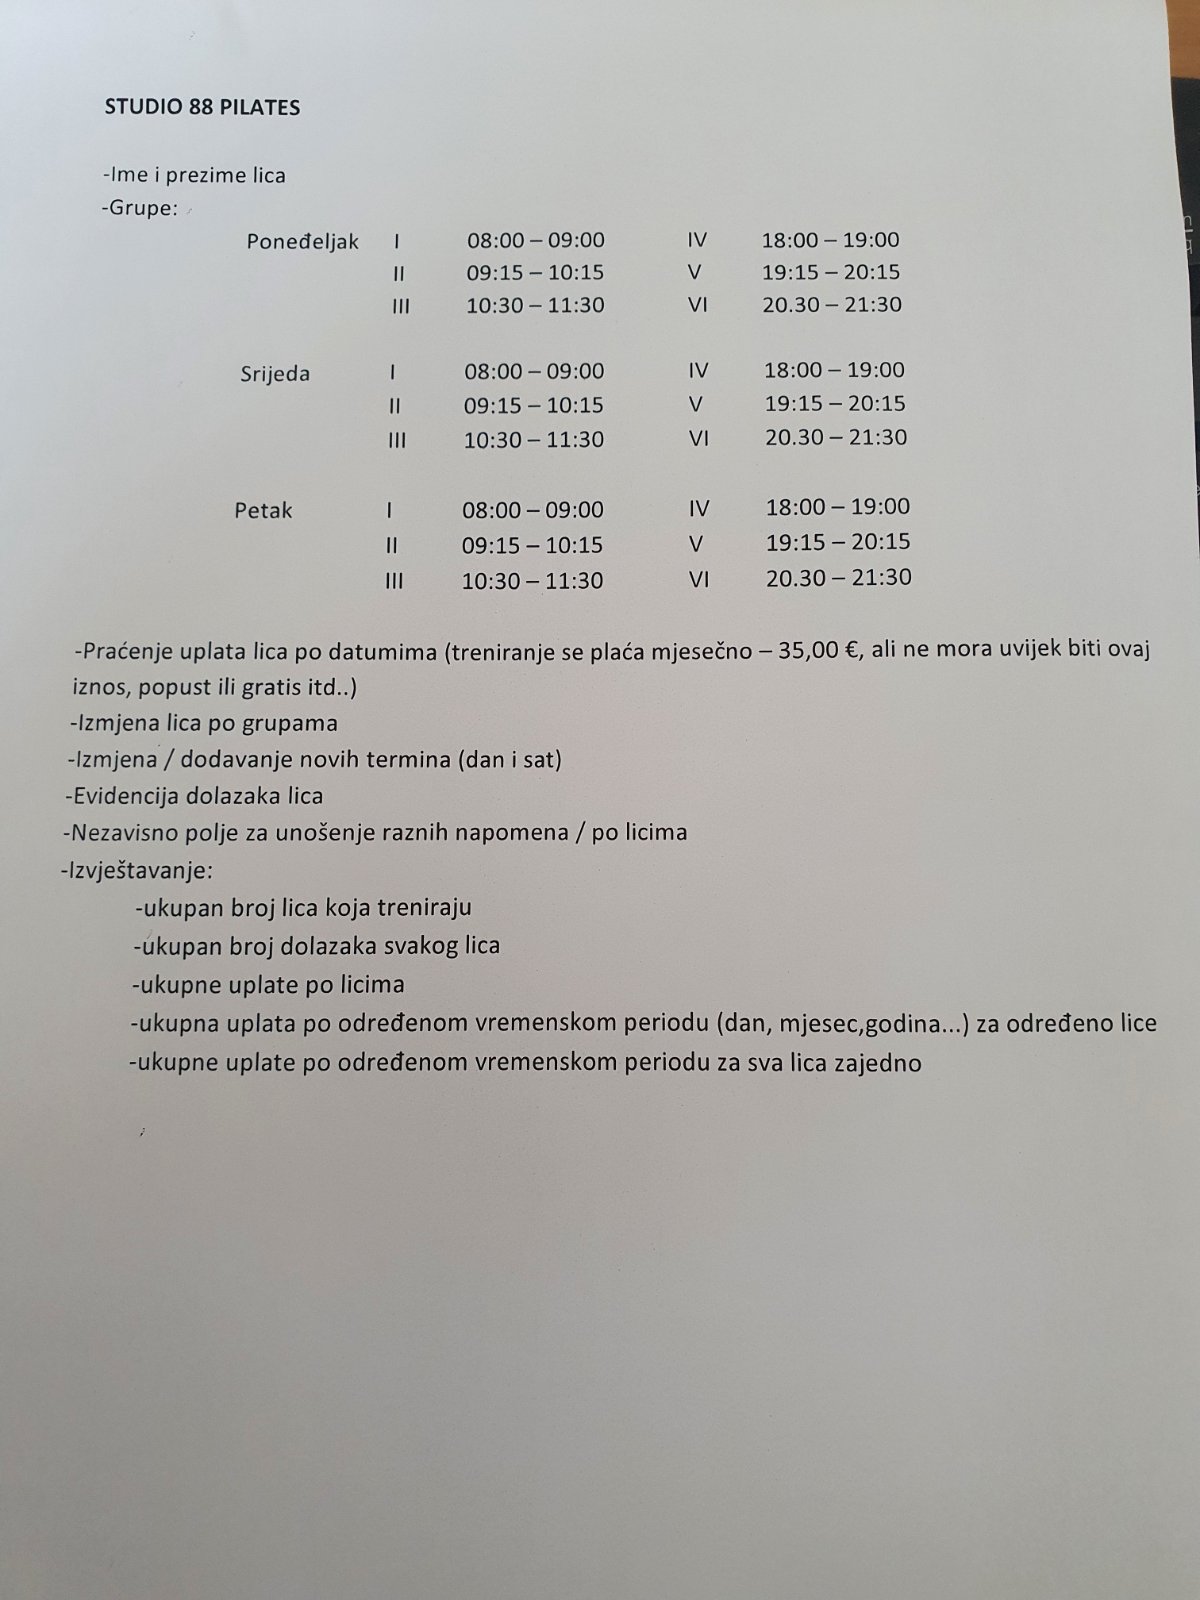 STUDIO 88 PILATES
-Ime i prezime lica
-Grupe:
Ponedeljak I 08:00 – 09:00 IV 18:00 – 19:00
II 09:15 – 10:15 V 19:15 – 20:15
III 10:30 – 11:30 VI 20.30 – 21:30
Srijeda I 08:00 – 09:00 IV 18:00 – 19:00
II 09:15 – 10:15 V 19:15 – 20:15
III 10:30 – 11:30 VI 20.30 – 21:30
Petak I 08:00 – 09:00 IV 18:00 – 19:00
II 09:15 – 10:15 V 19:15 – 20:15
III 10:30 – 11:30 VI 20.30 – 21:30
-Praćenje uplata lica po datumima (treniranje se plaća mjesečno – 35,00 €, ali ne mora uvijek biti ovaj
iznos, popust ili gratis itd..)
-Izmjena lica po grupama
-Izmjena / dodavanje novih termina (dan i sat)
-Evidencija dolazaka lica
-Nezavisno polje za unošenje raznih napomena / po licima
-Izvještavanje:
-ukupan broj lica koja treniraju
-ukupan broj dolazaka svakog lica
-ukupne uplate po licima
-ukupna uplata po određenom vremenskom periodu (dan, mjesec,godina...) za određeno lice
-ukupne uplate po određenom vremenskom periodu za sva lica zajedno